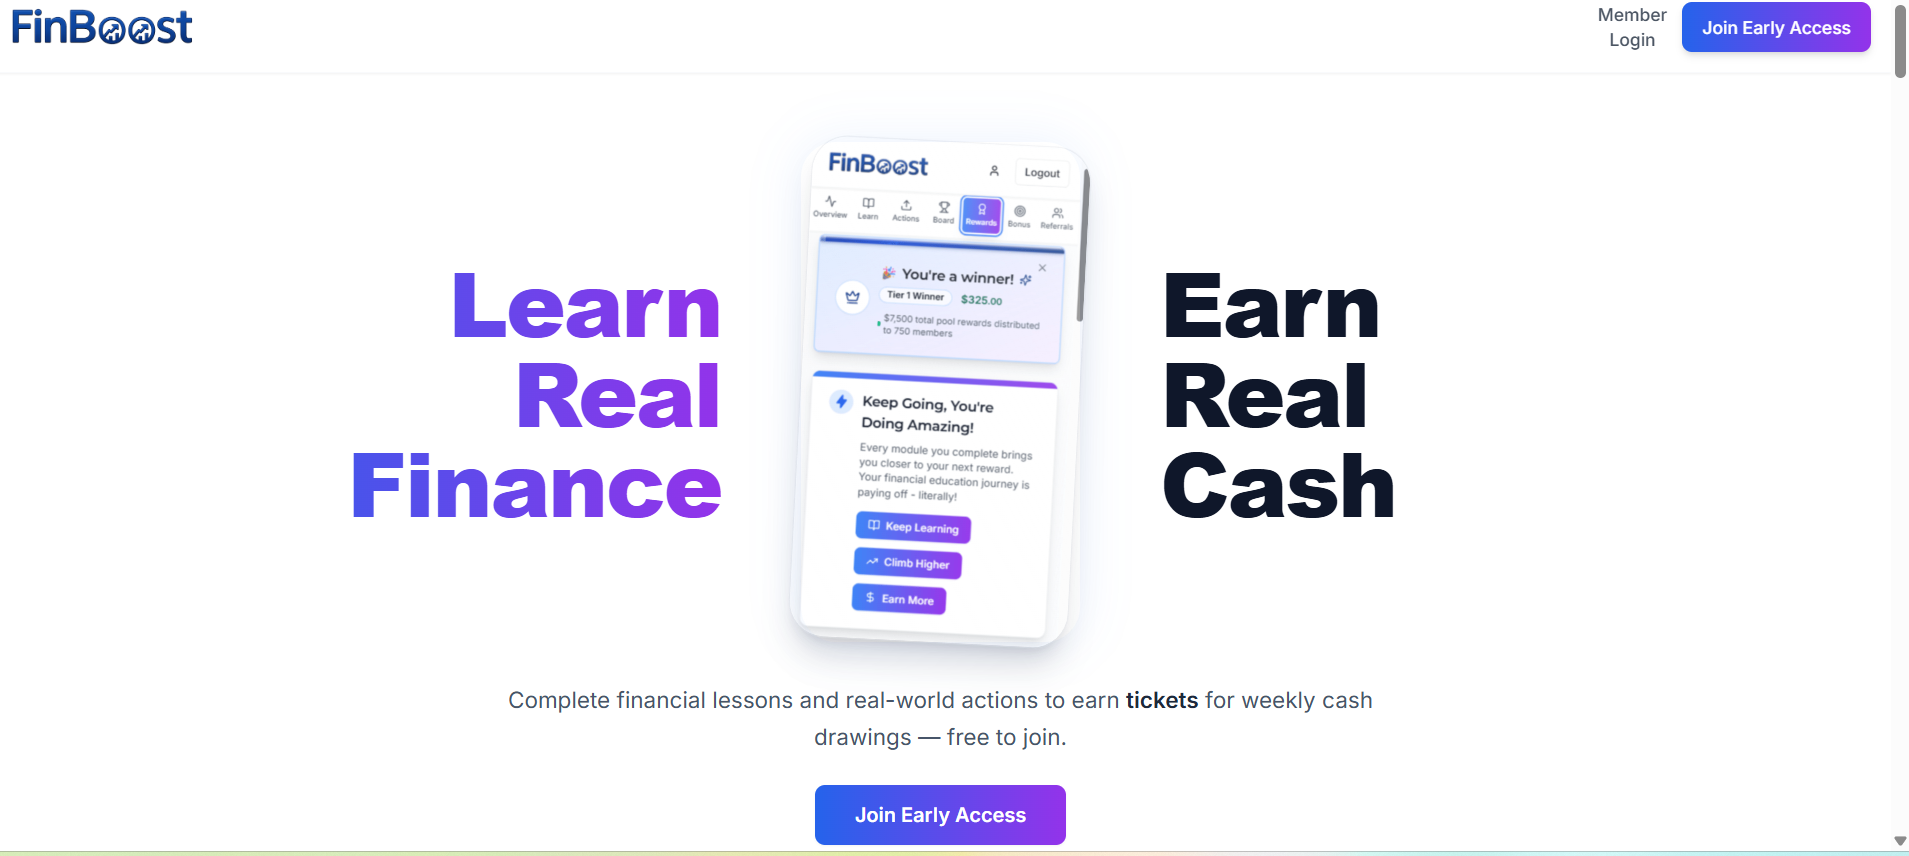 FinBoost
Member
Login
Join Early Access
Learn
Real
Finance
FinBoost
Logout
Overview
Learn
Actions
Board
Rewards
Bonus
Referrals
🎉 You're a winner!
Tier 1 Winner
$325.00
$7,500 total pool rewards distributed
to 750 members
Keep Going, You're
Doing Amazing!
Every module you complete brings
you closer to your next reward.
Your financial education journey is
paying off - literally!
Keep Learning
Climb Higher
$ Earn More
Earn
Real
Cash
Complete financial lessons and real-world actions to earn tickets for weekly cash
drawings — free to join.
Join Early Access